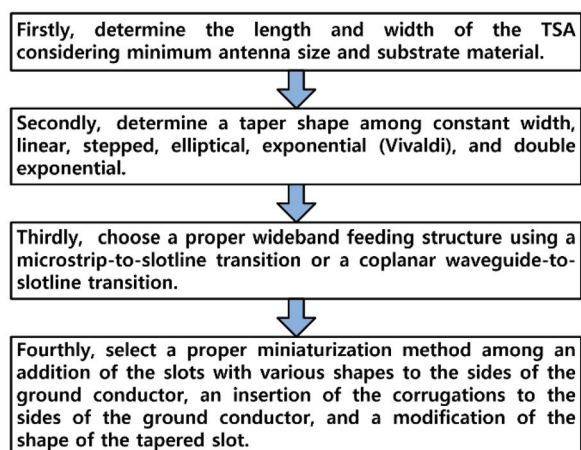 Firstly, determine the length and width of the TSA
considering minimum antenna size and substrate material.
Secondly, determine a taper shape among constant width,
linear, stepped, elliptical, exponential (Vivaldi), and double
exponential.
Thirdly, choose a proper wideband feeding structure using a
microstrip-to-slotline transition or a coplanar waveguide-to-
slotline transition.
Fourthly, select a proper miniaturization method among an
addition of the slots with various shapes to the sides of the
ground conductor, an insertion of the corrugations to the
sides of the ground conductor, and a modification of the
shape of the tapered slot.